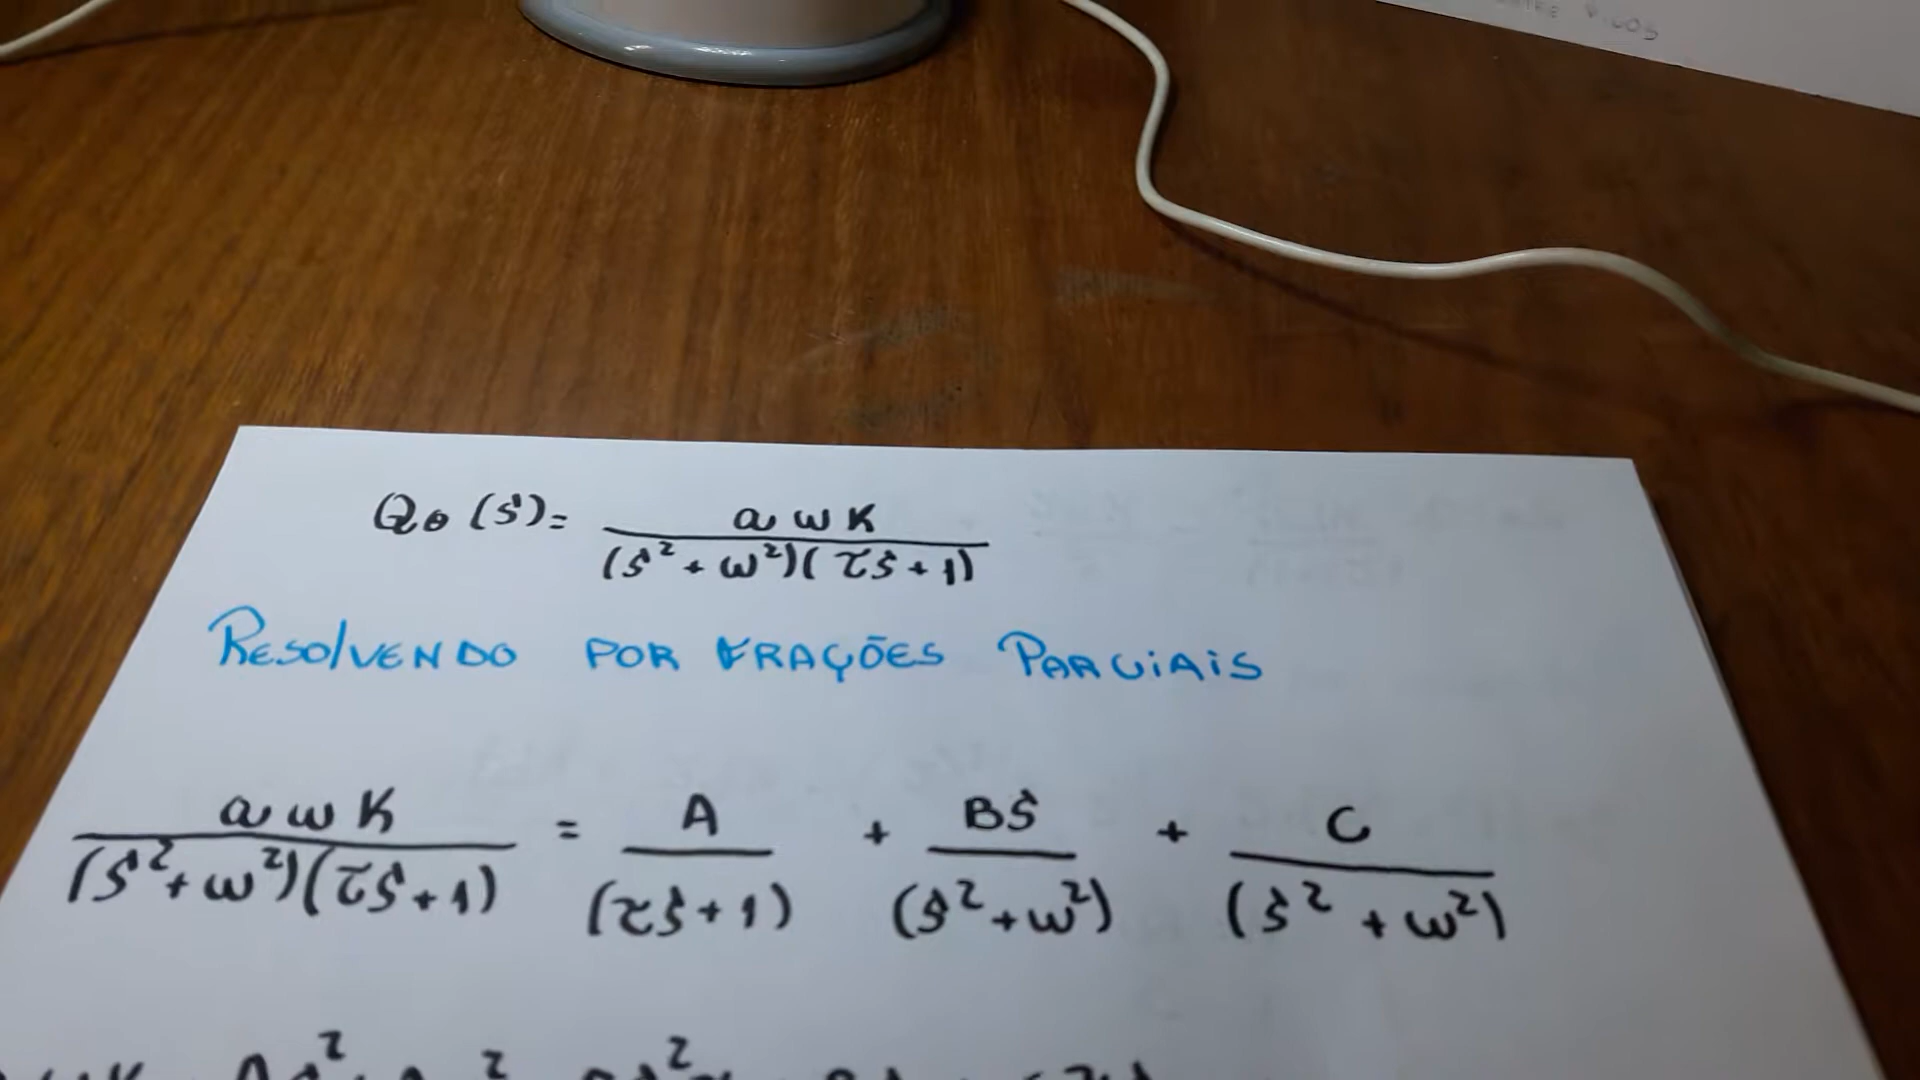 Qo(s)= awK / (s²+w²)(τs+1)
RESOLVENDO POR FRAÇÕES PARCIAIS
awK / (s²+w²)(τs+1) = A / (τs+1) + Bs / (s²+w²) + C / (s²+w²)